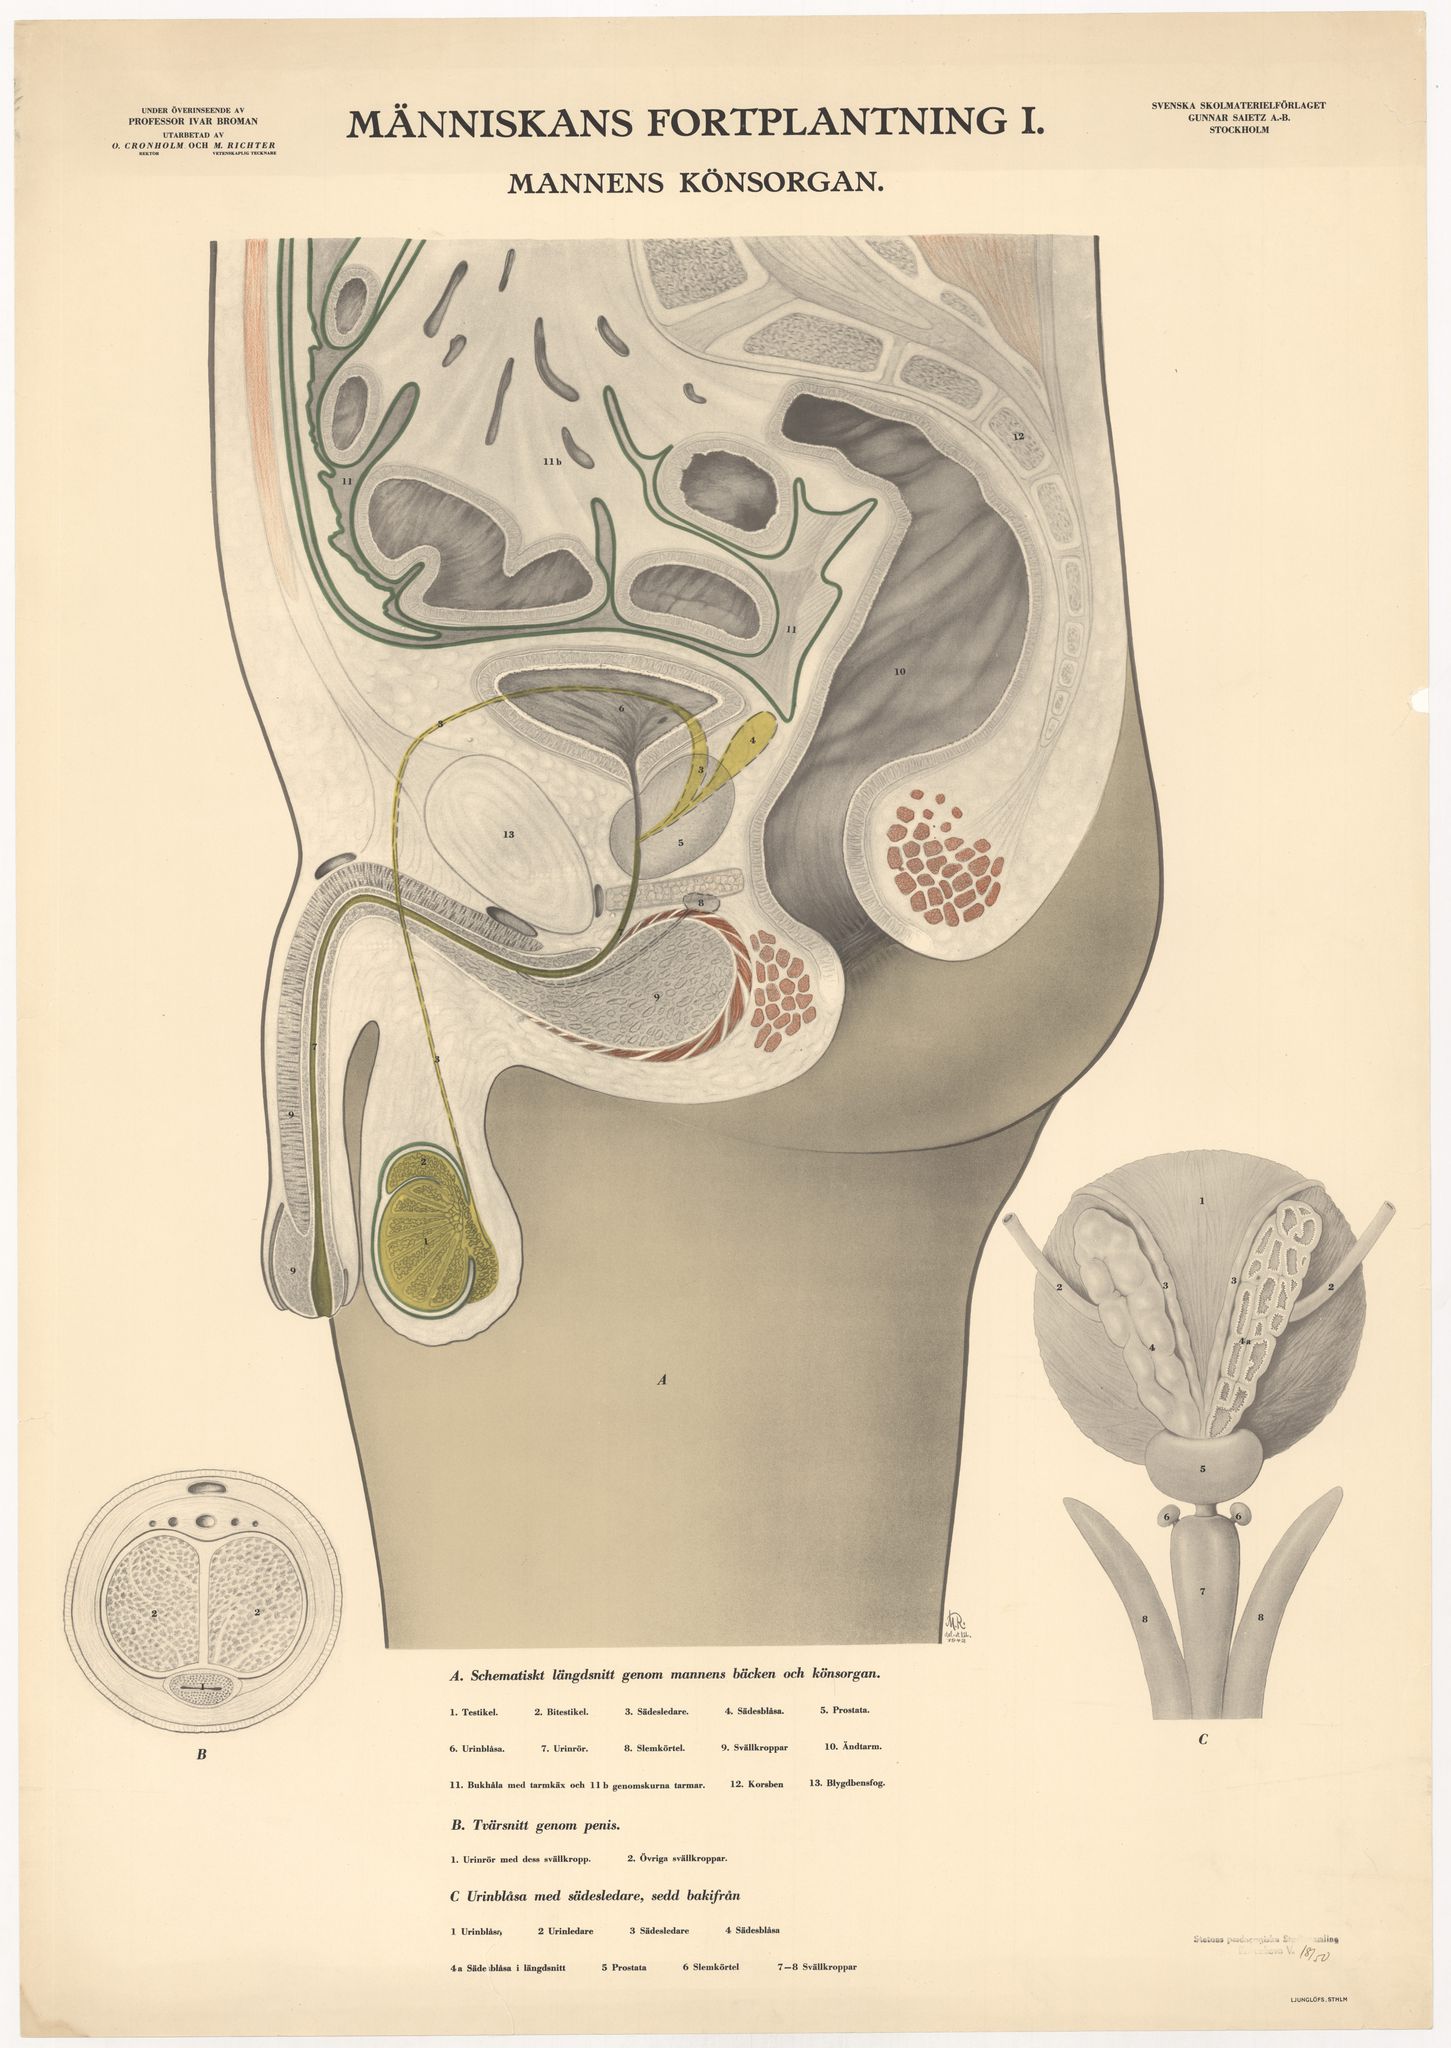 UNDER ÖVERINSEENDE AV
PROFESSOR IVAR BROMAN
UTARBETAD AV
O. CRONHOLM OCH M. RICHTER
REKTOR VETENSKAPLIG TECKNARE
MÄNNISKANS FORTPLANTNING I.
MANNENS KÖNSORGAN.
SVENSKA SKOLMATERIELFÖRLAGET
GUNNAR SAIETZ A.-B.
STOCKHOLM
12
11 b
11
11
10
6
3
4
3
13
5
8
9
7
3
9
2
1
9
A
1
2
3
3
2
4
4a
5
6
6
7
8
8
C
2
2
1
B
M.R.
1942
A. Schematiskt längdsnitt genom mannens bäcken och könsorgan.
1. Testikel. 2. Bitestikel. 3. Sädesledare. 4. Sädesblåsa. 5. Prostata.
6. Urinblåsa. 7. Urinrör. 8. Slemkörtel. 9. Svällkroppar 10. Ändtarm.
11. Bukhåla med tarmkäx och 11 b genomskurna tarmar. 12. Korsben 13. Blygdbensfog.
B. Tvärsnitt genom penis.
1. Urinrör med dess svällkropp. 2. Övriga svällkroppar.
C Urinblåsa med sädesledare, sedd bakifrån
1 Urinblåsa 2 Urinledare 3 Sädesledare 4 Sädesblåsa
4a Sädesblåsa i längdsnitt 5 Prostata 6 Slemkörtel 7–8 Svällkroppar
Statens
V. 18/50
LJUNGLÖFS, STHLM